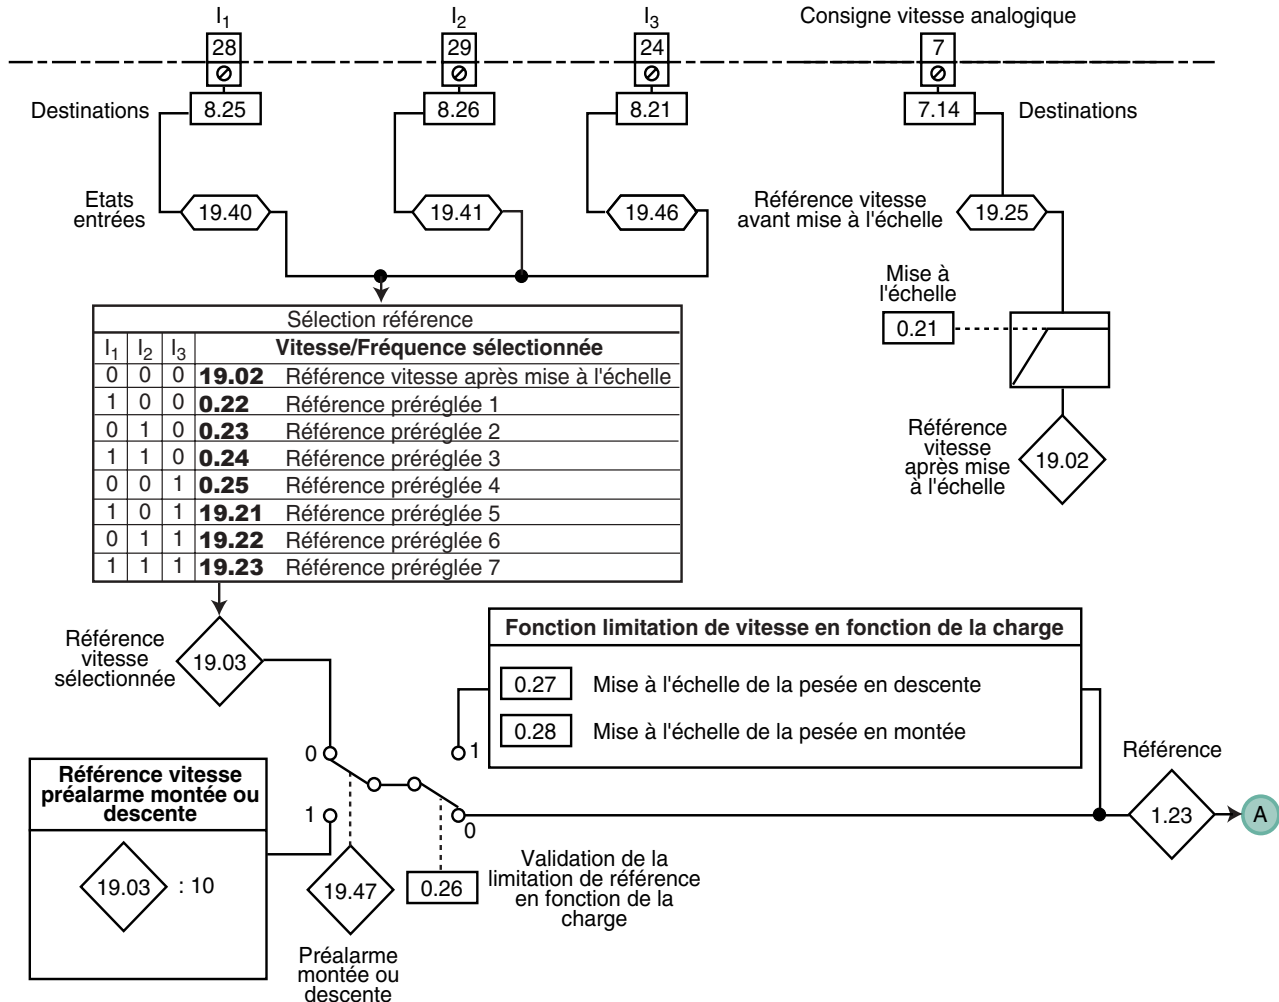 I1 I2 I3 Consigne vitesse analogique
28 29 24 7
Destinations 8.25 8.26 8.21 7.14 Destinations
Etats
entrées
19.40 19.41 19.46
Référence vitesse
avant mise à l'échelle
19.25
Mise à
l'échelle
0.21
Référence
vitesse
après mise
à l'échelle
19.02
Sélection référence
I1 I2 I3 Vitesse/Fréquence sélectionnée
0 0 0 19.02 Référence vitesse après mise à l'échelle
1 0 0 0.22 Référence préréglée 1
0 1 0 0.23 Référence préréglée 2
1 1 0 0.24 Référence préréglée 3
0 0 1 0.25 Référence préréglée 4
1 0 1 19.21 Référence préréglée 5
0 1 1 19.22 Référence préréglée 6
1 1 1 19.23 Référence préréglée 7
Référence
vitesse
sélectionnée
19.03
Fonction limitation de vitesse en fonction de la charge
0.27 Mise à l'échelle de la pesée en descente
0.28 Mise à l'échelle de la pesée en montée
0 1
Référence vitesse
préalarme montée ou
descente
19.03 : 10
1 0
19.47
Préalarme
montée ou
descente
0.26
Validation de la
limitation de référence
en fonction de la
charge
Référence
1.23 A